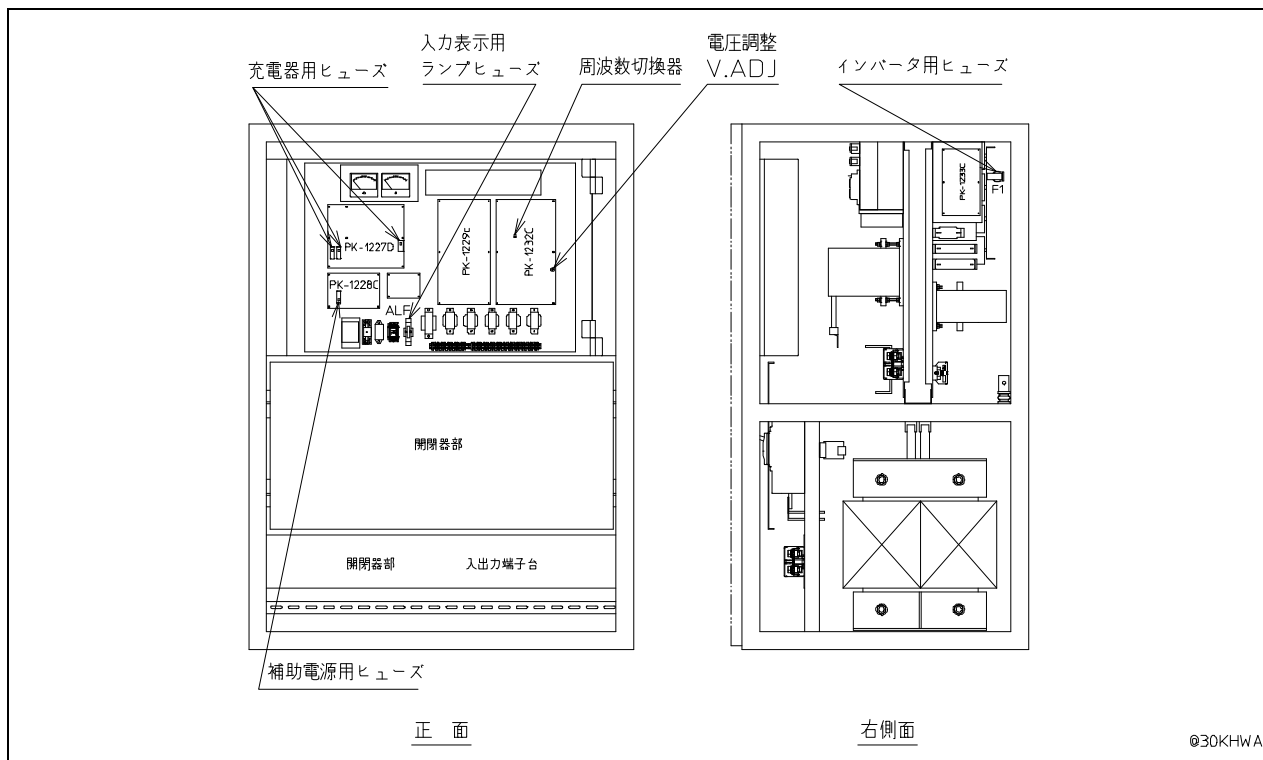 入力表示用
ランプヒューズ
充電器用ヒューズ
周波数切換器
電圧調整
V.ADJ
インバータ用ヒューズ
PK-1227D
PK-1229c
PK-1232C
PK-1233C
F1
PK-1228C
ALF
開閉器部
開閉器部
入出力端子台
補助電源用ヒューズ
正 面
右側面
@30KHWA